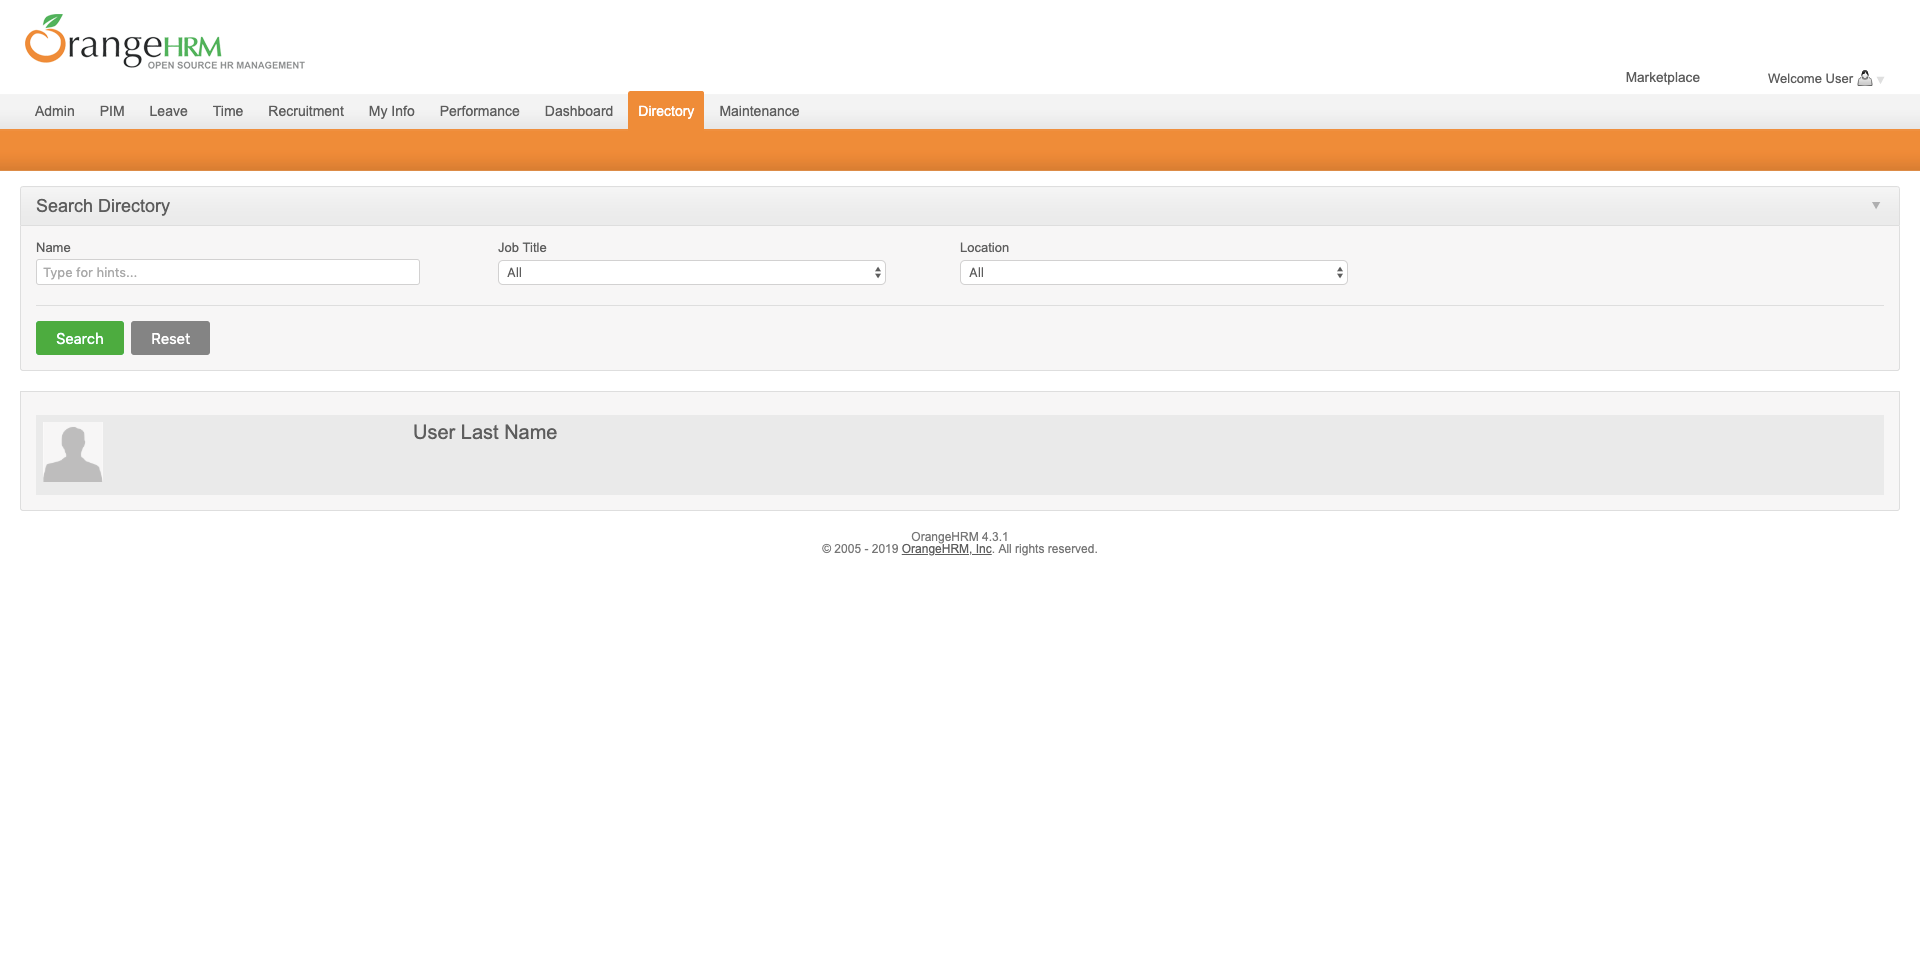 OrangeHRM
OPEN SOURCE HR MANAGEMENT
Marketplace
Welcome User
Admin PIM Leave Time Recruitment My Info Performance Dashboard Directory Maintenance
Search Directory
Name Job Title Location
Type for hints... All All
Search Reset
User Last Name
OrangeHRM 4.3.1
© 2005 - 2019 OrangeHRM, Inc. All rights reserved.